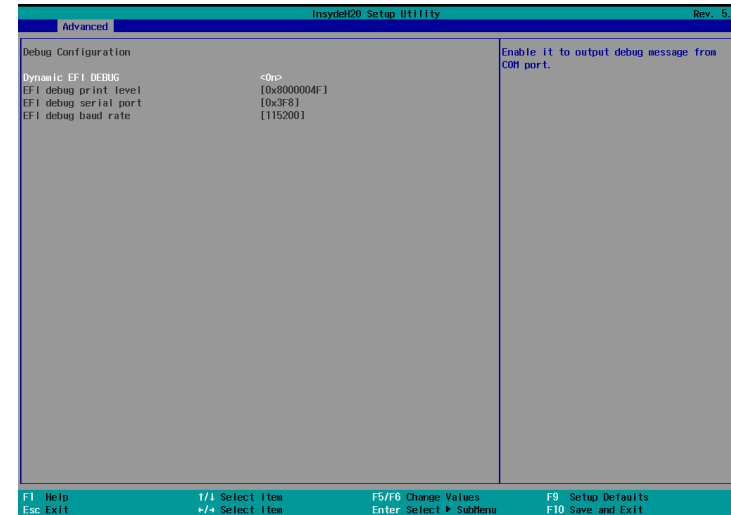 InsydeH2O Setup Utility Rev. 5.
Advanced
Debug Configuration
Enable it to output debug message from
COM port.
Dynamic EFI DEBUG <On>
EFI debug print level [0x8000004F]
EFI debug serial port [0x3F8]
EFI debug baud rate [115200]
F1 Help ↑/↓ Select Item F5/F6 Change Values F9 Setup Defaults
Esc Exit ←/→ Select Item Enter Select ▶ SubMenu F10 Save and Exit